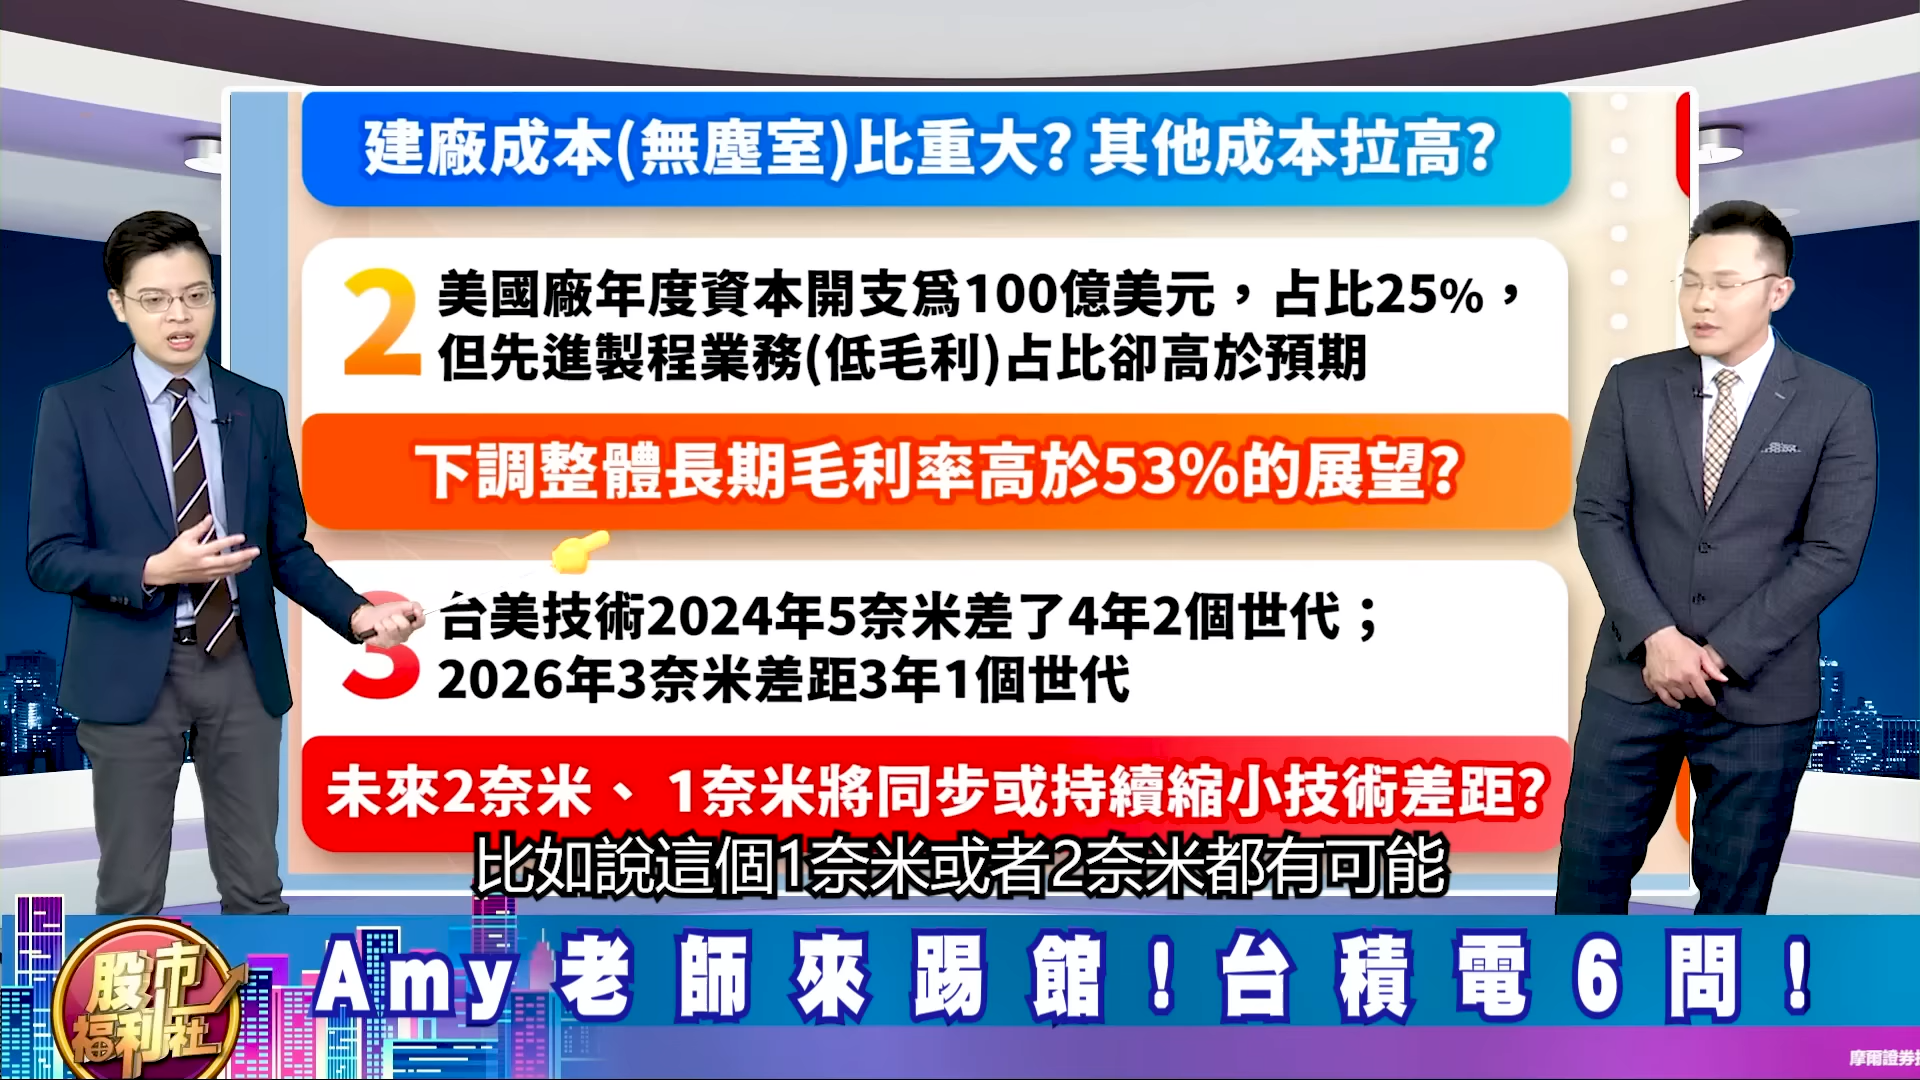 建廠成本(無塵室)比重大? 其他成本拉高?
2
美國廠年度資本開支為100億美元，占比25%，
但先進製程業務(低毛利)占比卻高於預期
下調整體長期毛利率高於53%的展望?
3
台美技術2024年5奈米差了4年2個世代；
2026年3奈米差距3年1個世代
未來2奈米、1奈米將同步或持續縮小技術差距?
比如說這個1奈米或者2奈米都有可能
股市
福利社
Amy老師來踢館!台積電6問!
摩爾證券